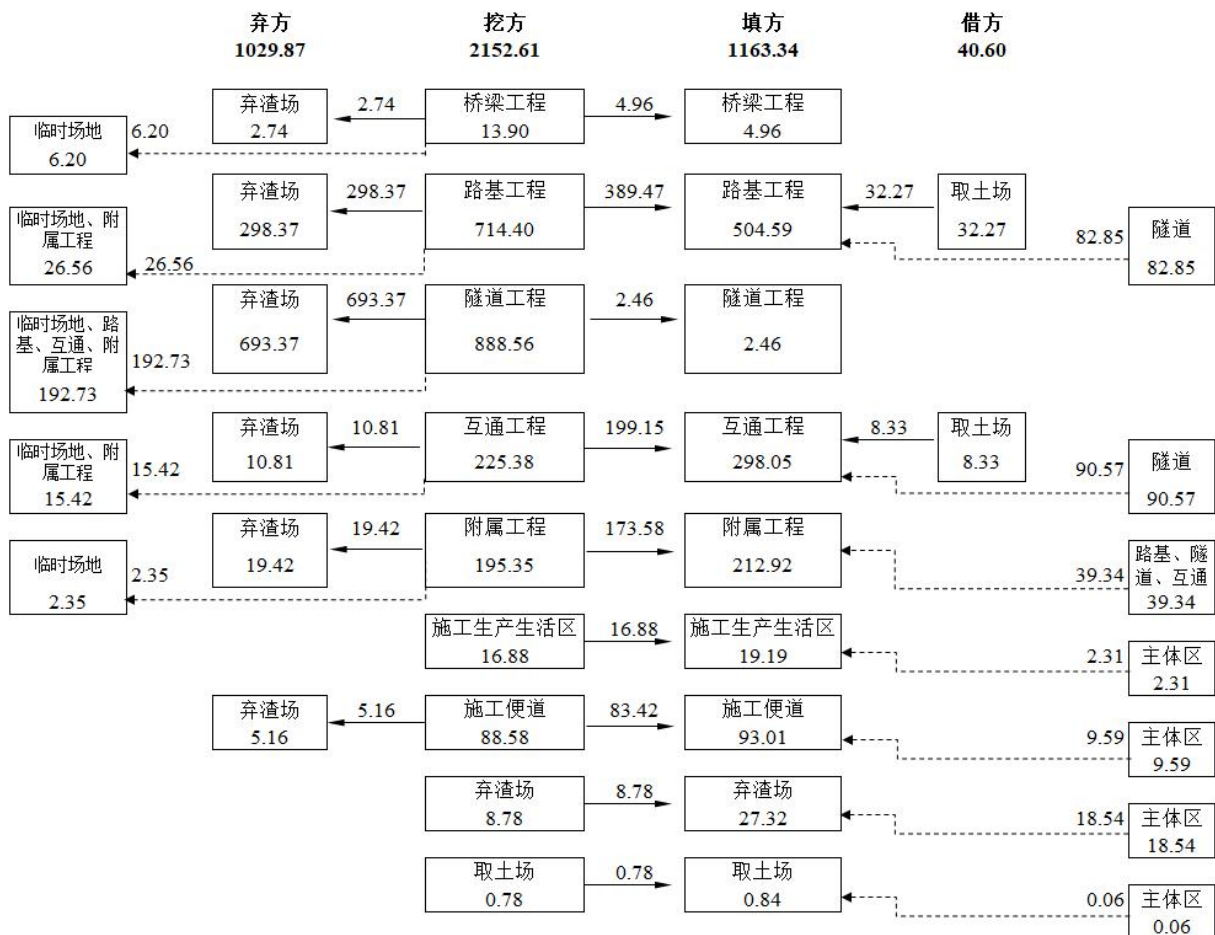 弃方 挖方 填方 借方
1029.87 2152.61 1163.34 40.60
弃渣场 2.74 桥梁工程 4.96 桥梁工程
2.74 13.90 4.96
临时场地 6.20
6.20
弃渣场 298.37 路基工程 389.47 路基工程 32.27 取土场
298.37 714.40 504.59 32.27
临时场地、附
属工程
26.56 26.56
82.85 隧道
82.85
弃渣场 693.37 隧道工程 2.46 隧道工程
693.37 888.56 2.46
临时场地、路
基、互通、附
属工程 192.73
192.73
弃渣场 10.81 互通工程 199.15 互通工程 8.33 取土场
10.81 225.38 298.05 8.33
临时场地、附
属工程 15.42
15.42
90.57 隧道
90.57
弃渣场 19.42 附属工程 173.58 附属工程
19.42 195.35 212.92
临时场地 2.35
2.35
路基、隧
39.34 道、互通
39.34
施工生产生活区 16.88 施工生产生活区
16.88 19.19
2.31 主体区
2.31
弃渣场 5.16 施工便道 83.42 施工便道
5.16 88.58 93.01
9.59 主体区
9.59
弃渣场 8.78 弃渣场
8.78 27.32
18.54 主体区
18.54
取土场 0.78 取土场
0.78 0.84
0.06 主体区
0.06